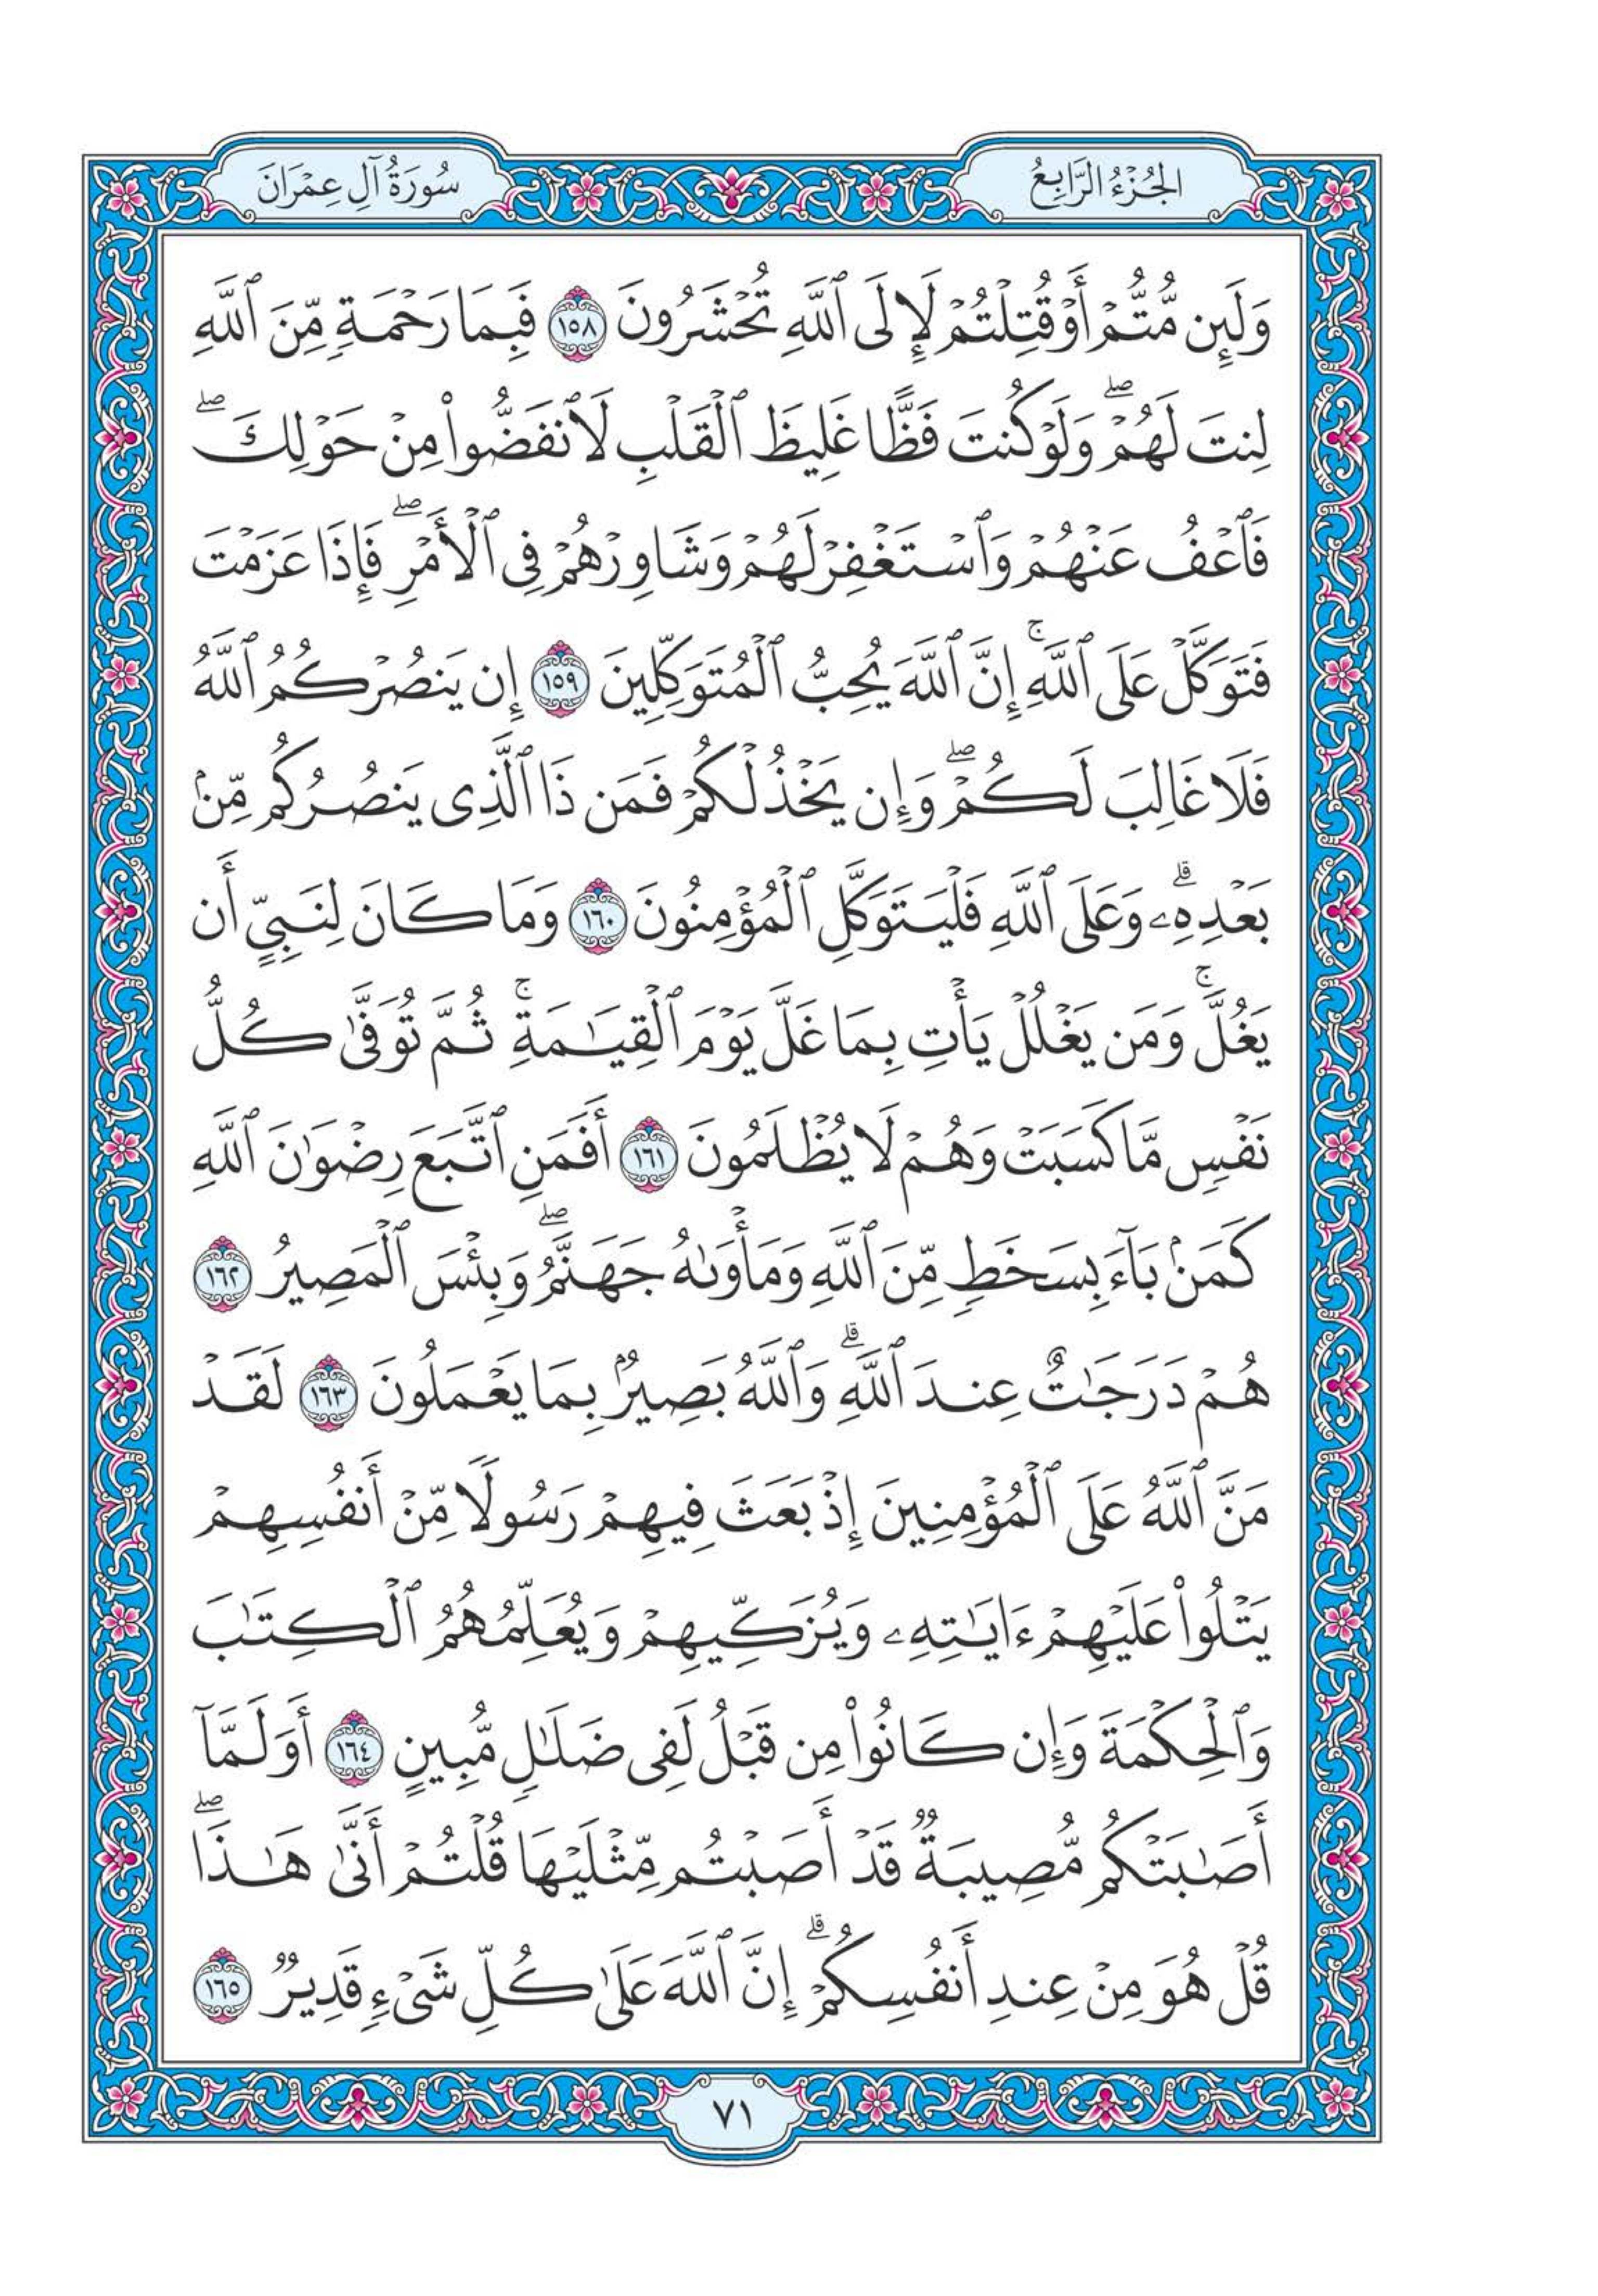 الجُزْءُ الرَّابِعُ
سُورَةُ آلِ عِمْرَانَ
وَلَئِن مُّتُّمْ أَوْ قُتِلْتُمْ لَإِلَى ٱللَّهِ تُحْشَرُونَ ١٥٨ فَبِمَا رَحْمَةٍ مِّنَ ٱللَّهِ
لِنتَ لَهُمْ ۖ وَلَوْ كُنتَ فَظًّا غَلِيظَ ٱلْقَلْبِ لَٱنفَضُّوا۟ مِنْ حَوْلِكَ ۖ
فَٱعْفُ عَنْهُمْ وَٱسْتَغْفِرْ لَهُمْ وَشَاوِرْهُمْ فِى ٱلْأَمْرِ ۖ فَإِذَا عَزَمْتَ
فَتَوَكَّلْ عَلَى ٱللَّهِ ۚ إِنَّ ٱللَّهَ يُحِبُّ ٱلْمُتَوَكِّلِينَ ١٥٩ إِن يَنصُرْكُمُ ٱللَّهُ
فَلَا غَالِبَ لَكُمْ ۖ وَإِن يَخْذُلْكُمْ فَمَن ذَا ٱلَّذِى يَنصُرُكُم مِّنۢ
بَعْدِهِۦ ۗ وَعَلَى ٱللَّهِ فَلْيَتَوَكَّلِ ٱلْمُؤْمِنُونَ ١٦٠ وَمَا كَانَ لِنَبِىٍّ أَن
يَغُلَّ ۚ وَمَن يَغْلُلْ يَأْتِ بِمَا غَلَّ يَوْمَ ٱلْقِيَـٰمَةِ ۚ ثُمَّ تُوَفَّىٰ كُلُّ
نَفْسٍ مَّا كَسَبَتْ وَهُمْ لَا يُظْلَمُونَ ١٦١ أَفَمَنِ ٱتَّبَعَ رِضْوَٰنَ ٱللَّهِ
كَمَنۢ بَآءَ بِسَخَطٍ مِّنَ ٱللَّهِ وَمَأْوَىٰهُ جَهَنَّمُ ۖ وَبِئْسَ ٱلْمَصِيرُ ١٦٢
هُمْ دَرَجَـٰتٌ عِندَ ٱللَّهِ ۗ وَٱللَّهُ بَصِيرٌۢ بِمَا يَعْمَلُونَ ١٦٣ لَقَدْ
مَنَّ ٱللَّهُ عَلَى ٱلْمُؤْمِنِينَ إِذْ بَعَثَ فِيهِمْ رَسُولًا مِّنْ أَنفُسِهِمْ
يَتْلُوا۟ عَلَيْهِمْ ءَايَـٰتِهِۦ وَيُزَكِّيهِمْ وَيُعَلِّمُهُمُ ٱلْكِتَـٰبَ
وَٱلْحِكْمَةَ وَإِن كَانُوا۟ مِن قَبْلُ لَفِى ضَلَـٰلٍ مُّبِينٍ ١٦٤ أَوَلَمَّآ
أَصَـٰبَتْكُم مُّصِيبَةٌ قَدْ أَصَبْتُم مِّثْلَيْهَا قُلْتُمْ أَنَّىٰ هَـٰذَا ۖ
قُلْ هُوَ مِنْ عِندِ أَنفُسِكُمْ ۗ إِنَّ ٱللَّهَ عَلَىٰ كُلِّ شَىْءٍ قَدِيرٌ ١٦٥
٧١